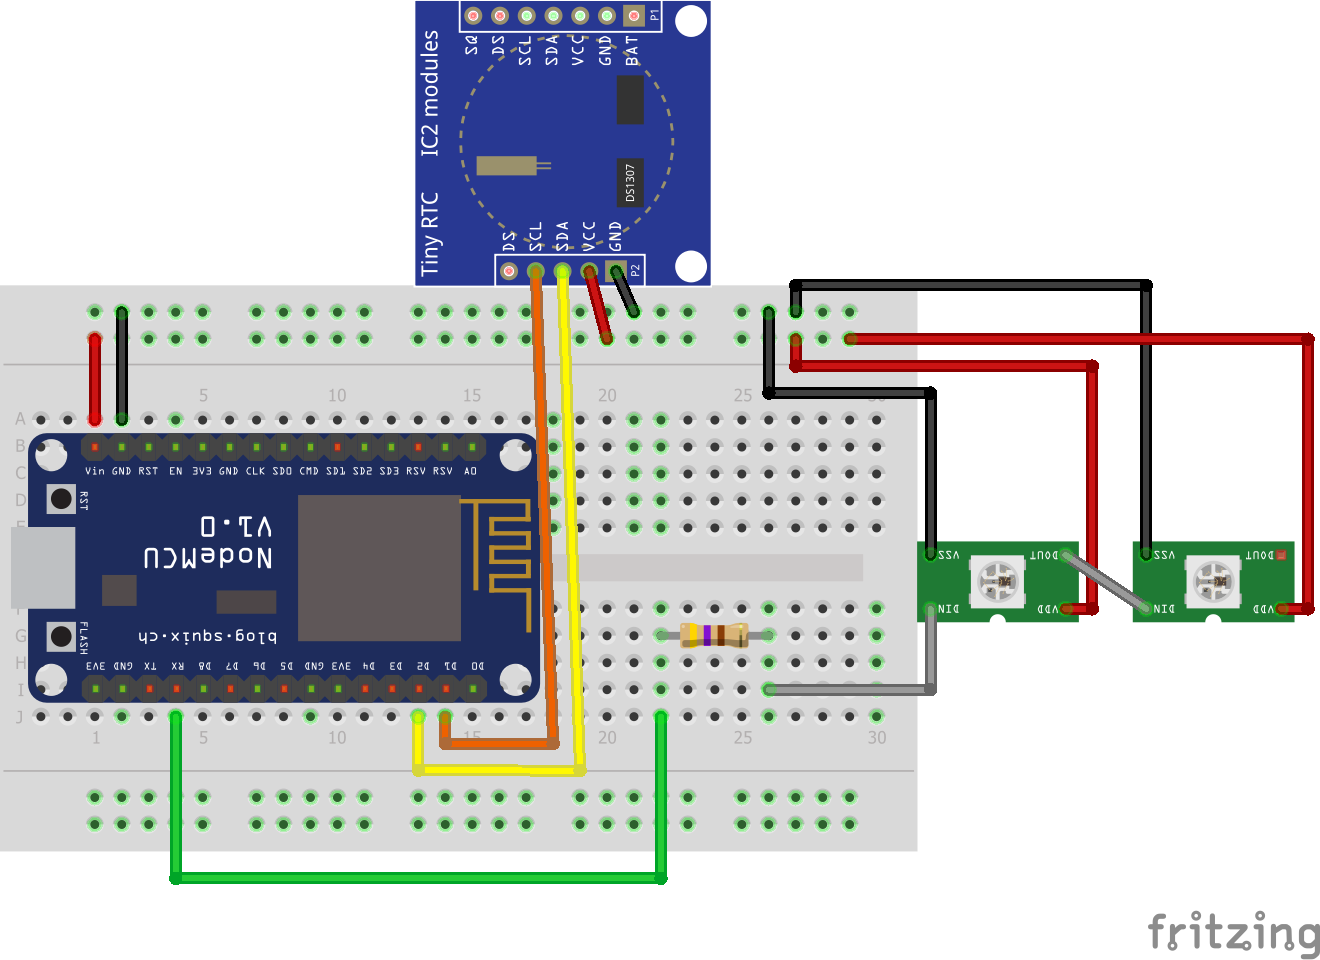 P1
SQ DS SCL SDA VCC GND BAT
IC2 modules
Tiny RTC
DS1307
DS SCL SDA VCC GND
P2
5 10 15 20 25 30
A
B
C
D
E
F
G
H
I
J
Vin GND RST EN 3V3 GND CLK SD0 CMD SD1 SD2 SD3 RSV RSV A0
RST
NodeMCU
V1.0
blog.squix.ch
FLASH
3V3 GND TX RX D8 D7 D6 D5 GND 3V3 D4 D3 D2 D1 D0
1 5 10 15 20 25 30
VSS DOUT
DIN VDD
VSS DOUT
DIN VDD
fritzing